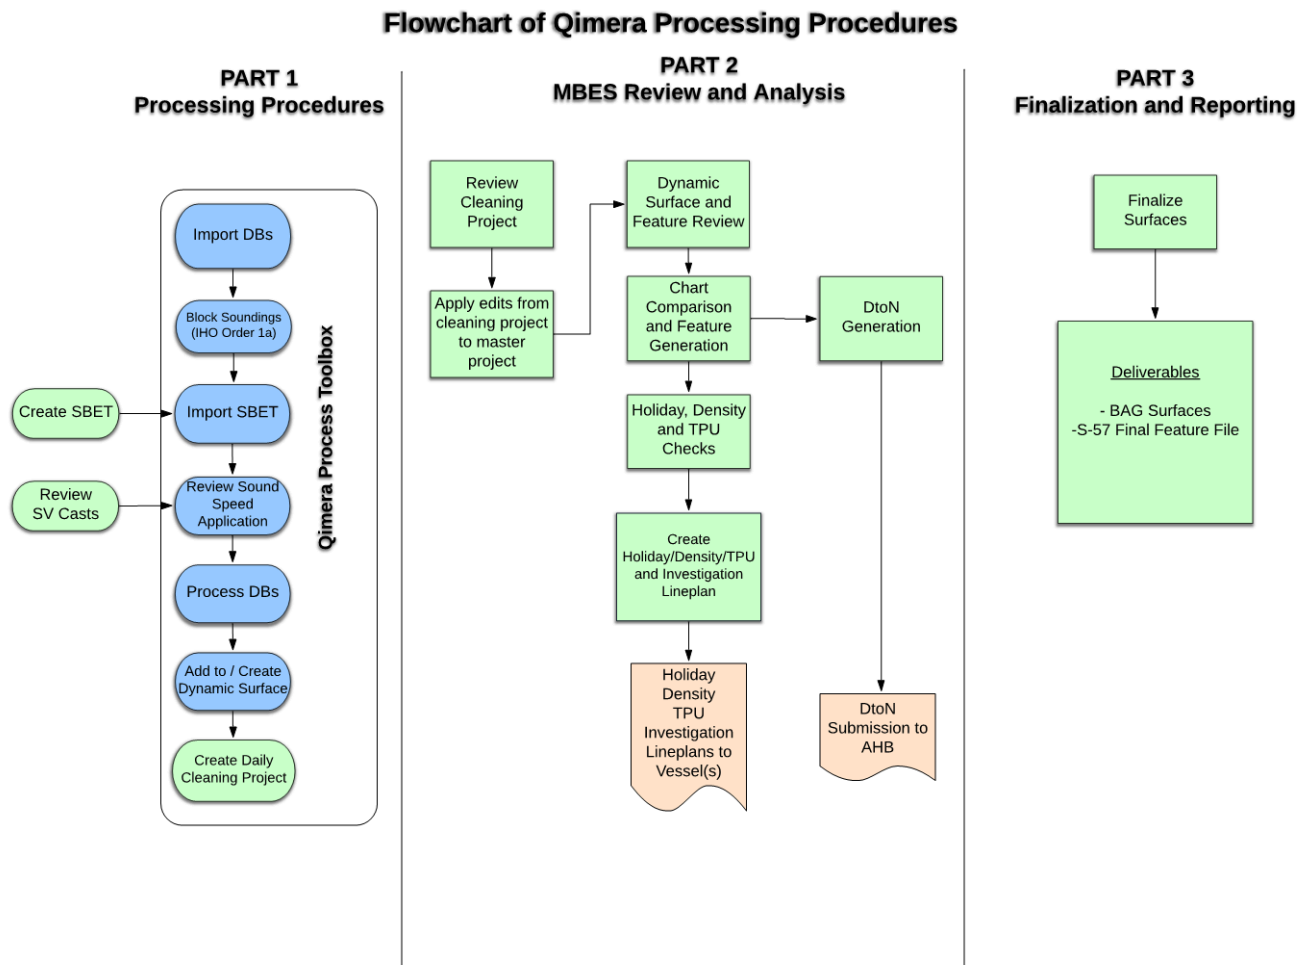 Flowchart of Qimera Processing Procedures
PART 1
Processing Procedures
Import DBs
Block Soundings
(IHO Order 1a)
Create SBET
Import SBET
Review
SV Casts
Review Sound
Speed
Application
Process DBs
Add to / Create
Dynamic Surface
Create Daily
Cleaning Project
Qimera Process Toolbox
PART 2
MBES Review and Analysis
Review
Cleaning
Project
Apply edits from
cleaning project
to master
project
Dynamic
Surface and
Feature Review
Chart
Comparison
and Feature
Generation
DtoN
Generation
Holiday, Density
and TPU
Checks
Create
Holiday/Density/TPU
and Investigation
Lineplan
Holiday
Density
TPU
Investigation
Lineplans to
Vessel(s)
DtoN
Submission to
AHB
PART 3
Finalization and Reporting
Finalize
Surfaces
Deliverables
- BAG Surfaces
-S-57 Final Feature File